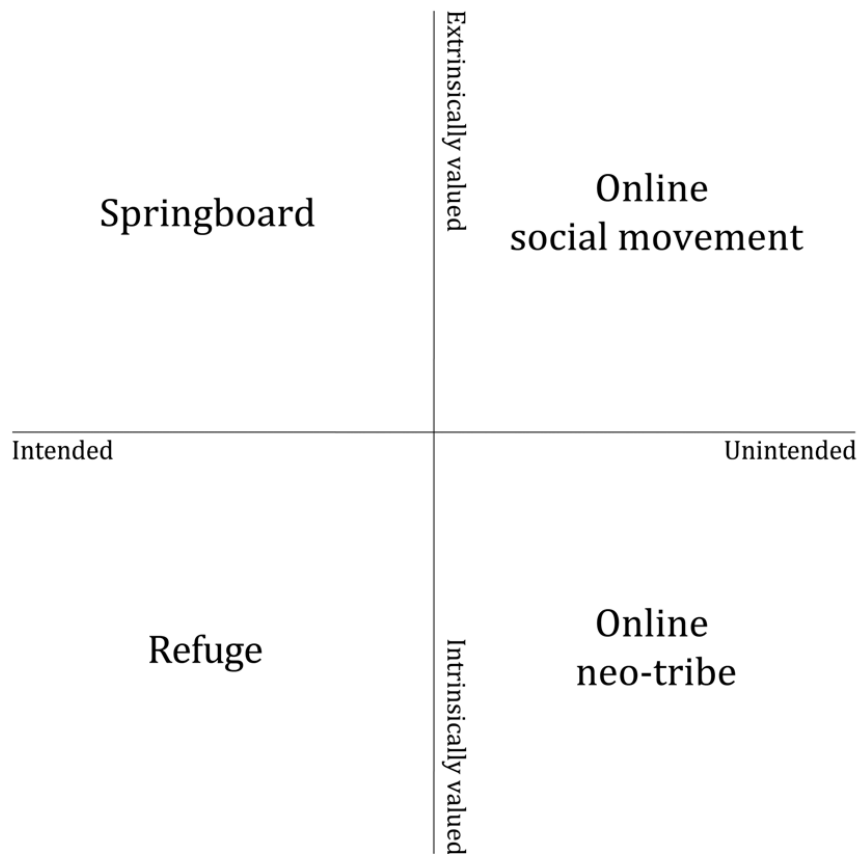 Extrinsically valued
Springboard
Online
social movement
Intended
Unintended
Refuge
Online
neo-tribe
Intrinsically valued